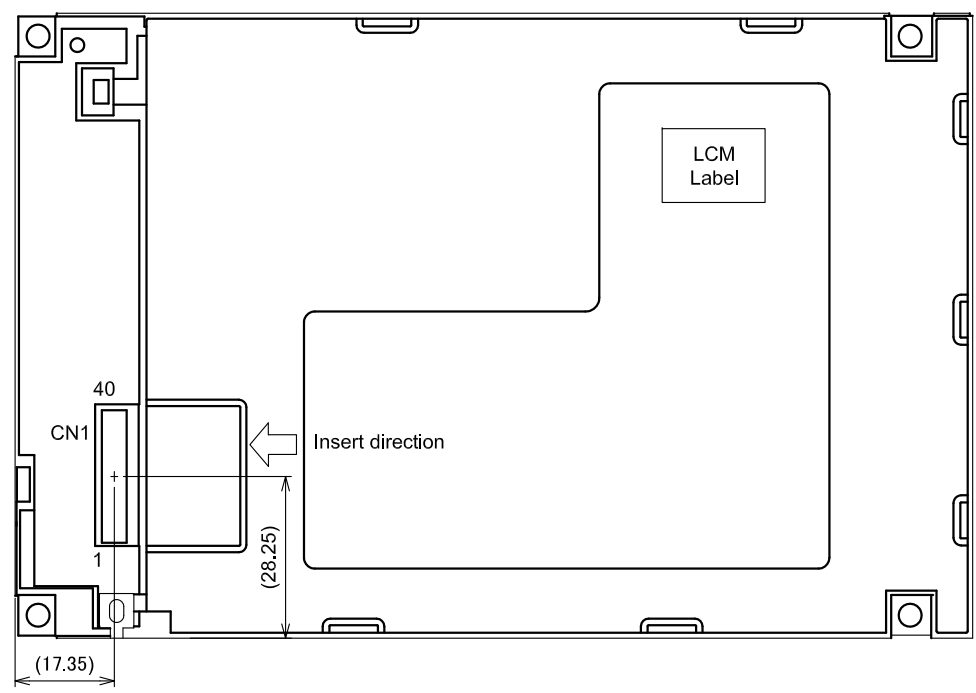 LCM
Label
40
CN1
Insert direction
(28.25)
1
(17.35)